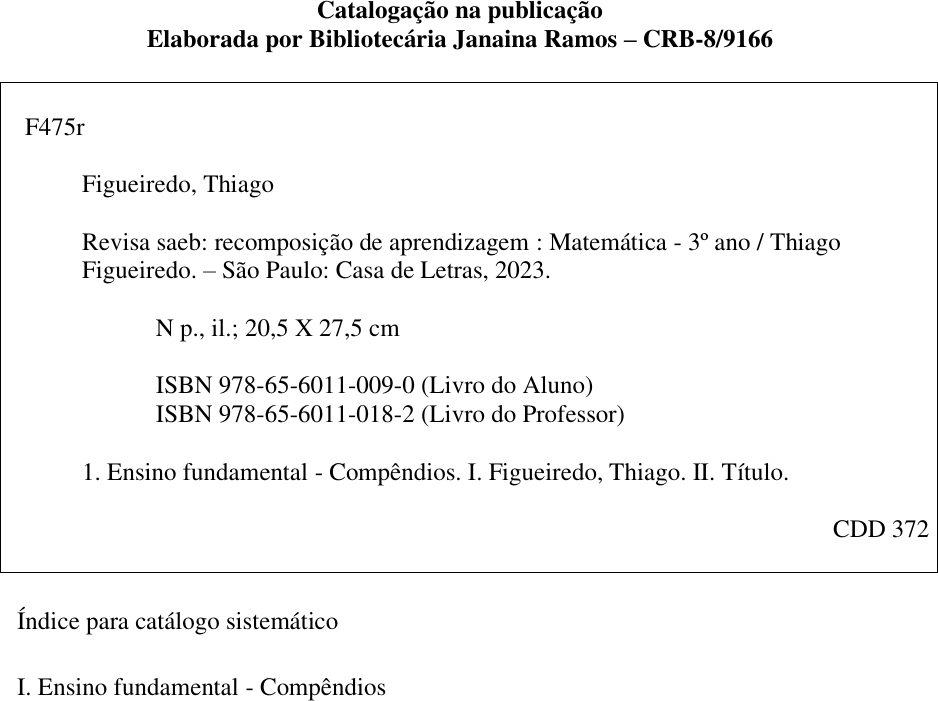 Catalogação na publicação
Elaborada por Bibliotecária Janaina Ramos – CRB-8/9166
F475r
Figueiredo, Thiago
Revisa saeb: recomposição de aprendizagem : Matemática - 3º ano / Thiago
Figueiredo. – São Paulo: Casa de Letras, 2023.
N p., il.; 20,5 X 27,5 cm
ISBN 978-65-6011-009-0 (Livro do Aluno)
ISBN 978-65-6011-018-2 (Livro do Professor)
1. Ensino fundamental - Compêndios. I. Figueiredo, Thiago. II. Título.
CDD 372
Índice para catálogo sistemático
I. Ensino fundamental - Compêndios